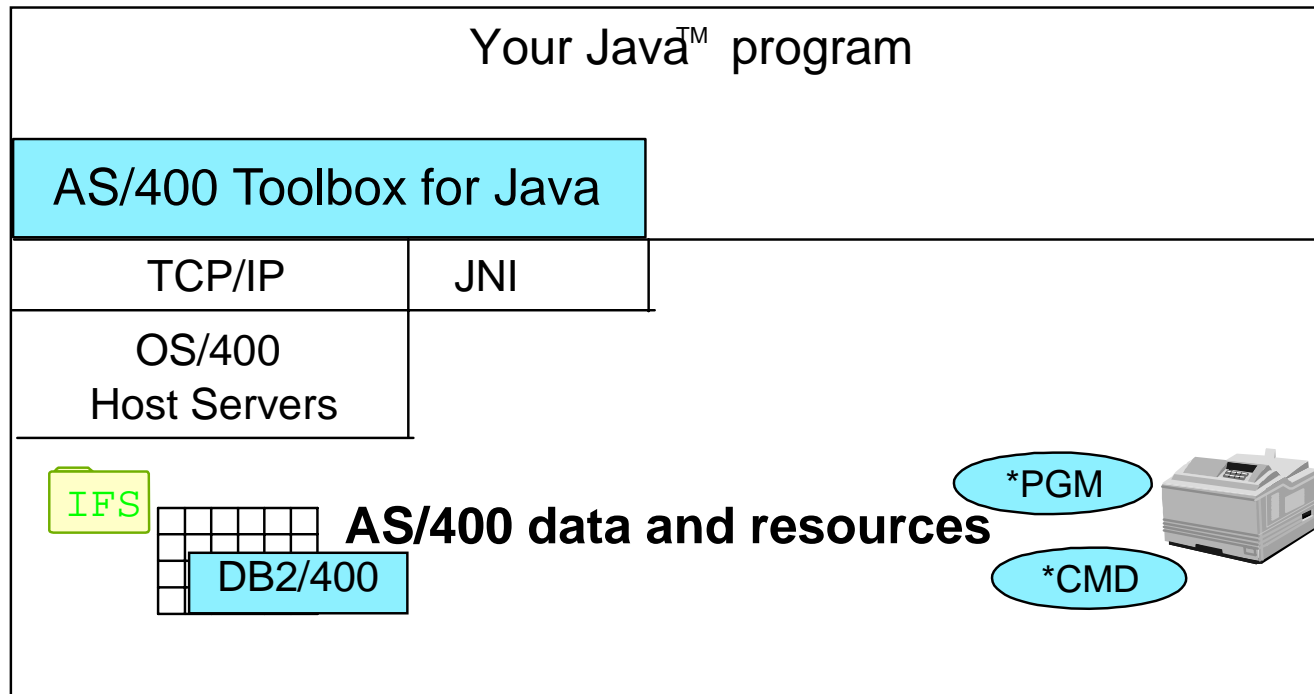 Your Java™ program
AS/400 Toolbox for Java
TCP/IP
JNI
OS/400
Host Servers
IFS
DB2/400
AS/400 data and resources
*PGM
*CMD